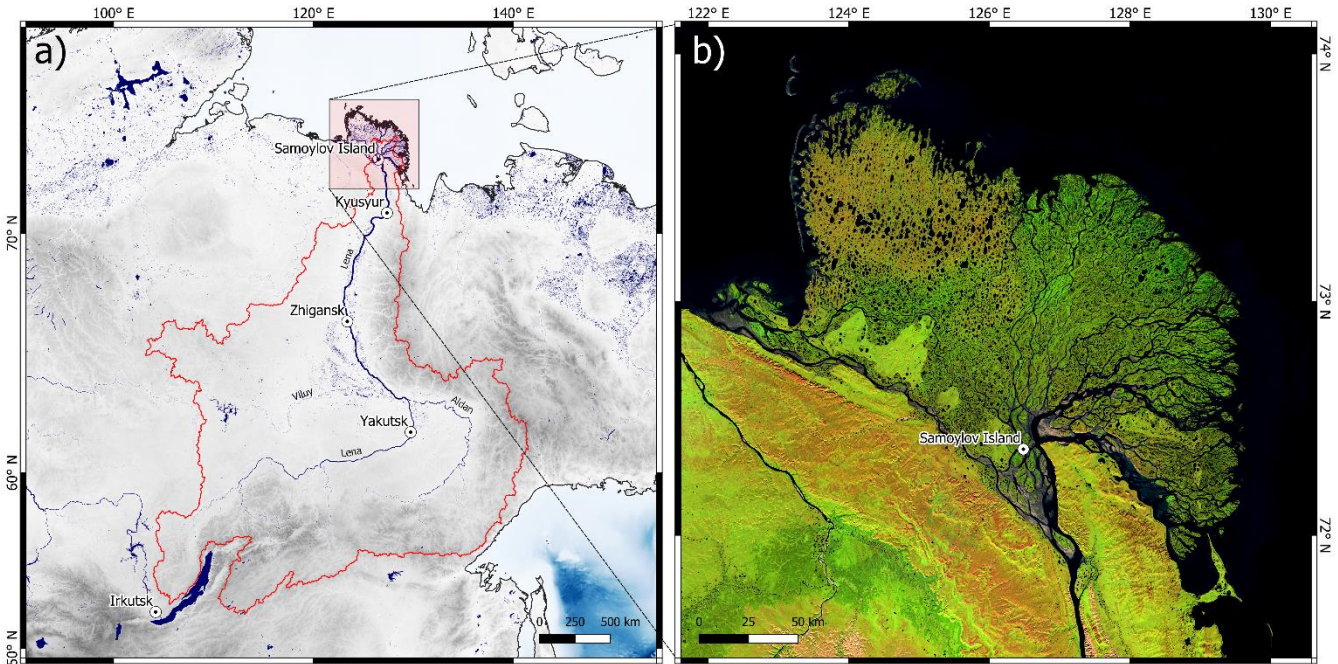 100° E
120° E
140° E
a)
Samoylov Island
Kyusyur
70° N
Lena
Zhigansk
Viluy
Aldan
Yakutsk
Lena
60° N
Irkutsk
0 250 500 km
50° N
122° E
124° E
126° E
128° E
130° E
b)
74° N
73° N
Samoylov Island
72° N
0 25 50 km